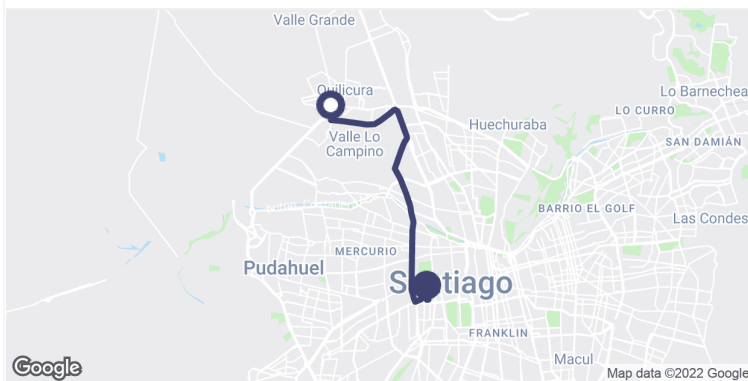 Valle Grande
Quilicura
Lo Barnechea
LO CURRO
Huechuraba
Valle Lo
Campino
SAN DAMIÁN
BARRIO EL GOLF
Las Condes
MERCURIO
Pudahuel
Santiago
FRANKLIN
Macul
Google
Map data ©2022 Google